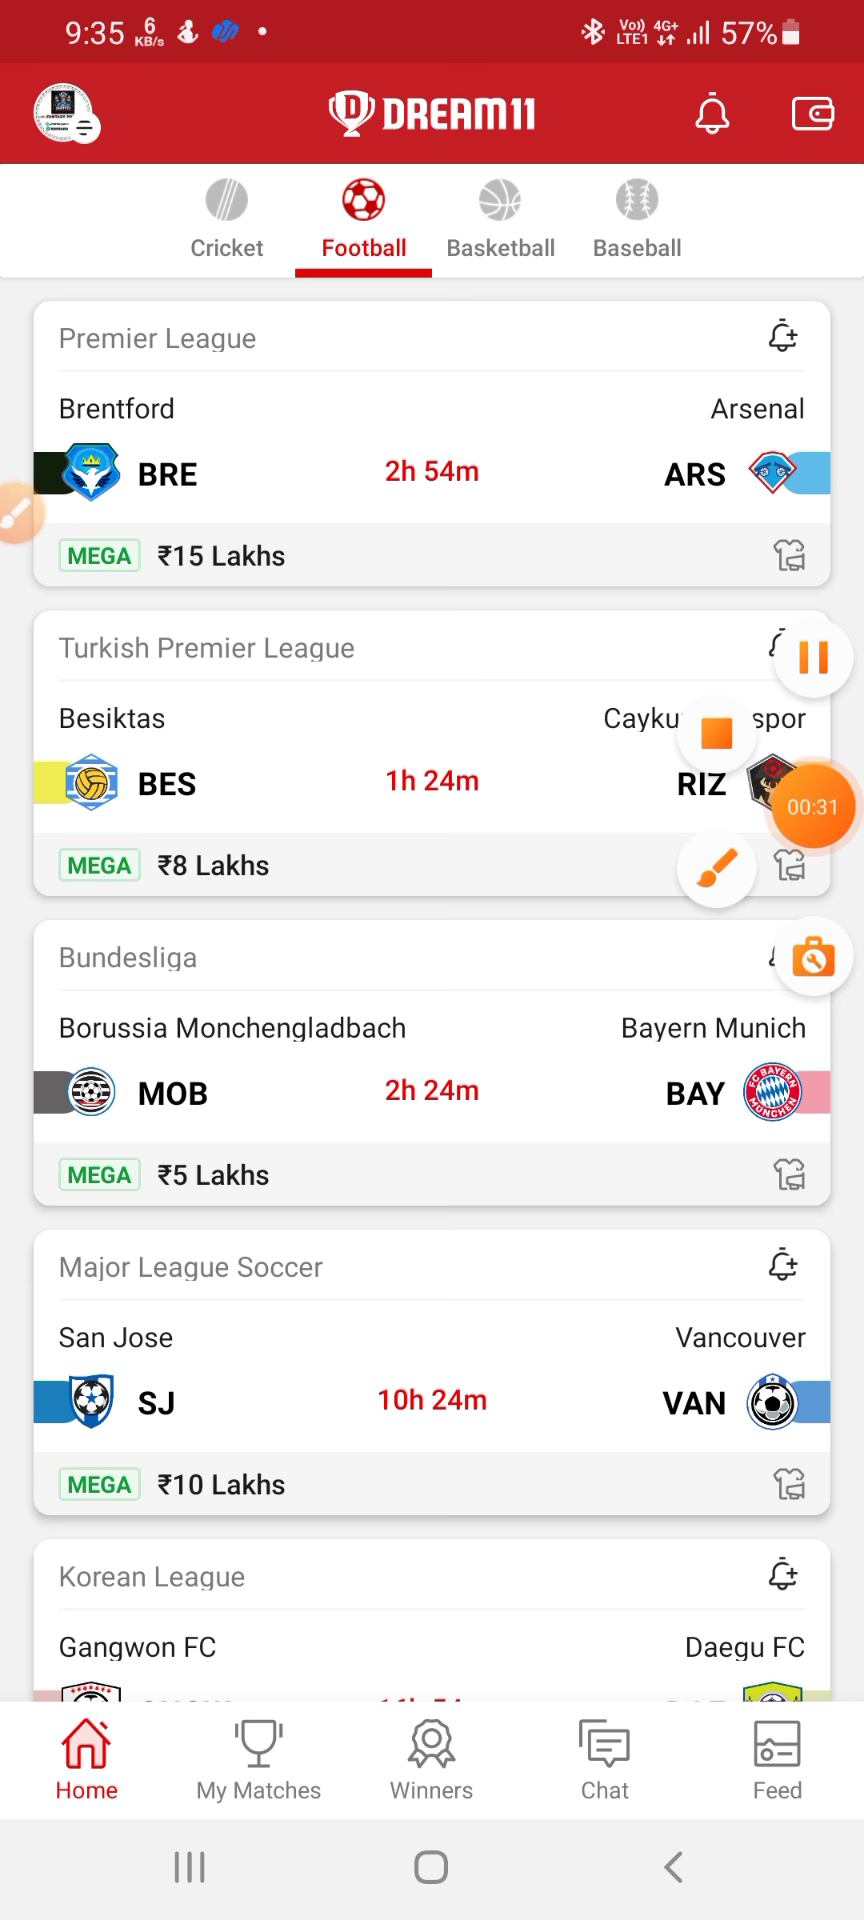 9:35 6 KB/s Vo)) LTE1 4G+ 57%
DREAM11
Cricket Football Basketball Baseball
Premier League
Brentford Arsenal
BRE 2h 54m ARS
MEGA ₹15 Lakhs
Turkish Premier League
Besiktas Cayku spor
BES 1h 24m RIZ
00:31
MEGA ₹8 Lakhs
Bundesliga
Borussia Monchengladbach Bayern Munich
MOB 2h 24m BAY FC BAYERN MÜNCHEN
MEGA ₹5 Lakhs
Major League Soccer
San Jose Vancouver
SJ 10h 24m VAN
MEGA ₹10 Lakhs
Korean League
Gangwon FC Daegu FC
Home My Matches Winners Chat Feed